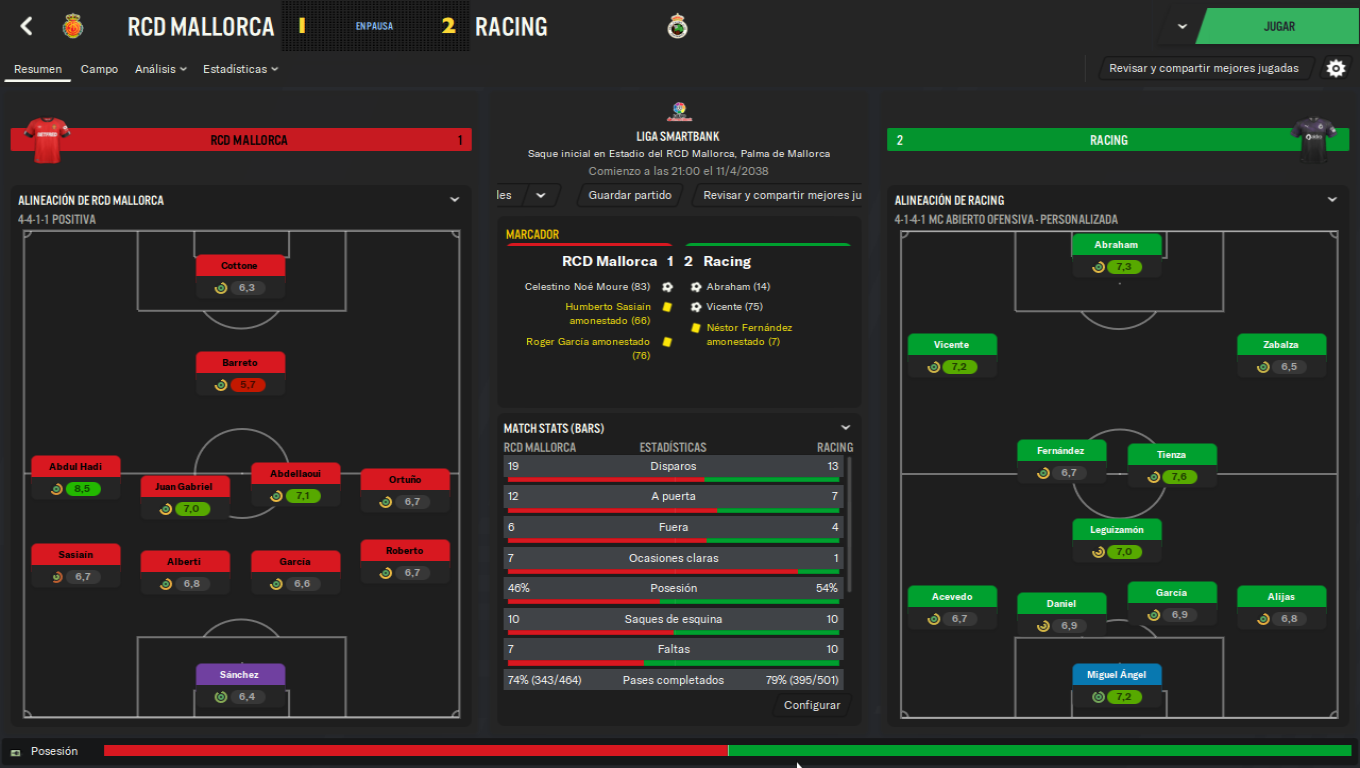 RCD MALLORCA 1 EN PAUSA 2 RACING
JUGAR
Resumen Campo Análisis Estadísticas
Revisar y compartir mejores jugadas
RCD MALLORCA 1
ALINEACIÓN DE RCD MALLORCA
4-4-1-1 POSITIVA
Cottone
6,3
Barreto
5,7
Abdul Hadi
8,5
Juan Gabriel
7,0
Abdellaoui
7,1
Ortuño
6,7
Sasiain
6,7
Alberti
6,8
García
6,6
Roberto
6,7
Sánchez
6,4
LIGA SMARTBANK
Saque inicial en Estadio del RCD Mallorca, Palma de Mallorca
Comienzo a las 21:00 el 11/4/2038
les Guardar partido Revisar y compartir mejores ju
MARCADOR
RCD Mallorca 1 2 Racing
Celestino Noé Moure (83) Abraham (14)
Humberto Sasiain
amonestado (66)
Roger García amonestado
(76)
Vicente (75)
Néstor Fernández
amonestado (7)
MATCH STATS (BARS)
RCD MALLORCA ESTADÍSTICAS RACING
19 Disparos 13
12 A puerta 7
6 Fuera 4
7 Ocasiones claras 1
46% Posesión 54%
10 Saques de esquina 10
7 Faltas 10
74% (343/464) Pases completados 79% (395/501)
Configurar
2 RACING
ALINEACIÓN DE RACING
4-1-4-1 MC ABIERTO OFENSIVA - PERSONALIZADA
Abraham
7,3
Vicente
7,2
Zabalza
6,5
Fernández
6,7
Tienza
7,6
Leguizamón
7,0
Acevedo
6,7
Daniel
6,9
García
6,9
Alijas
6,8
Miguel Ángel
7,2
Posesión